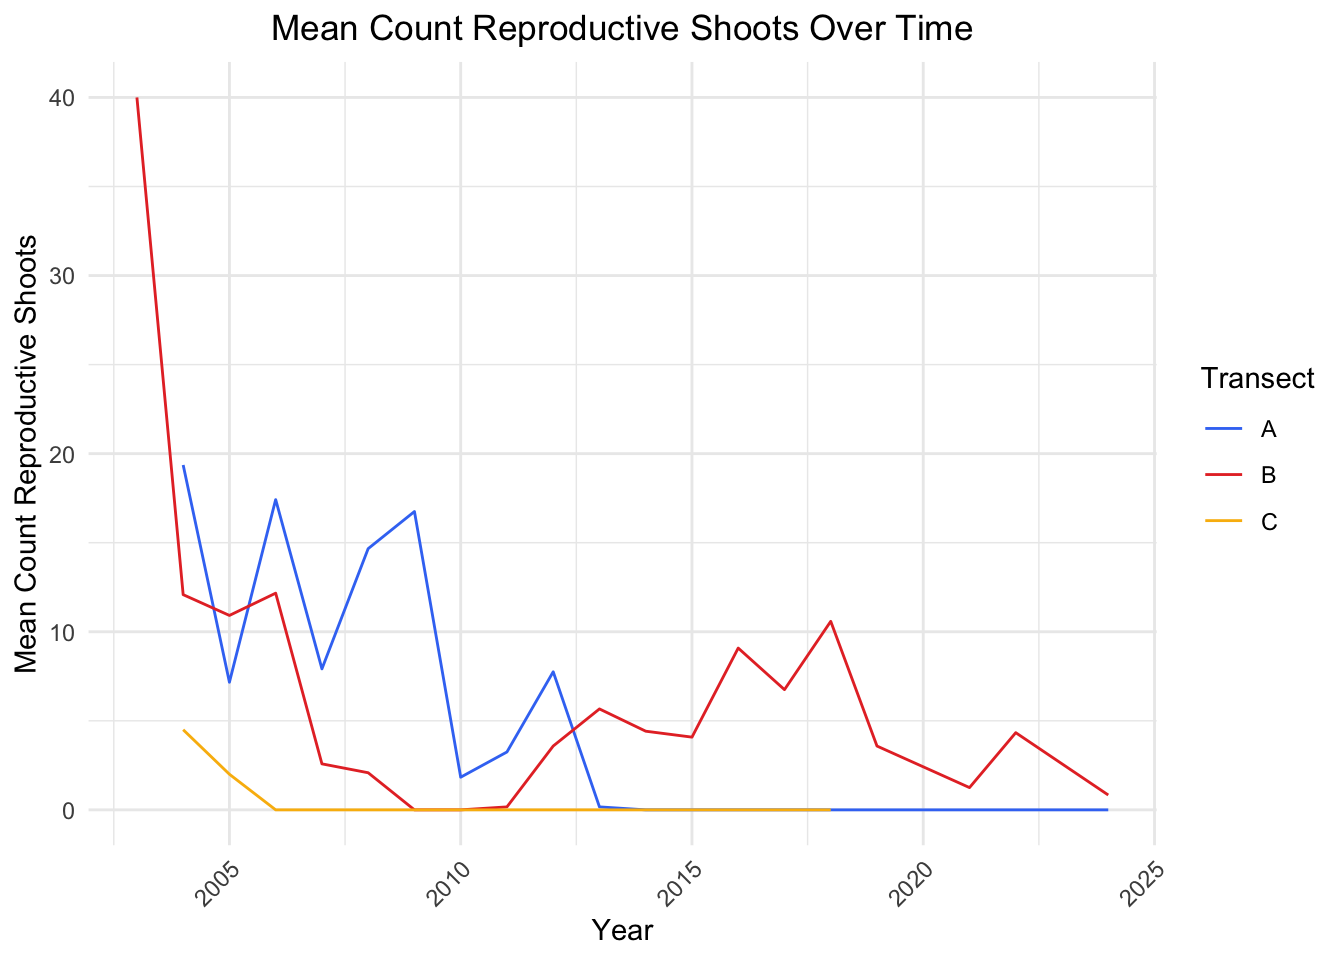 Mean Count Reproductive Shoots Over Time
Mean Count Reproductive Shoots
40
30
20
10
0
2005
2010
2015
2020
2025
Year
Transect
A
B
C